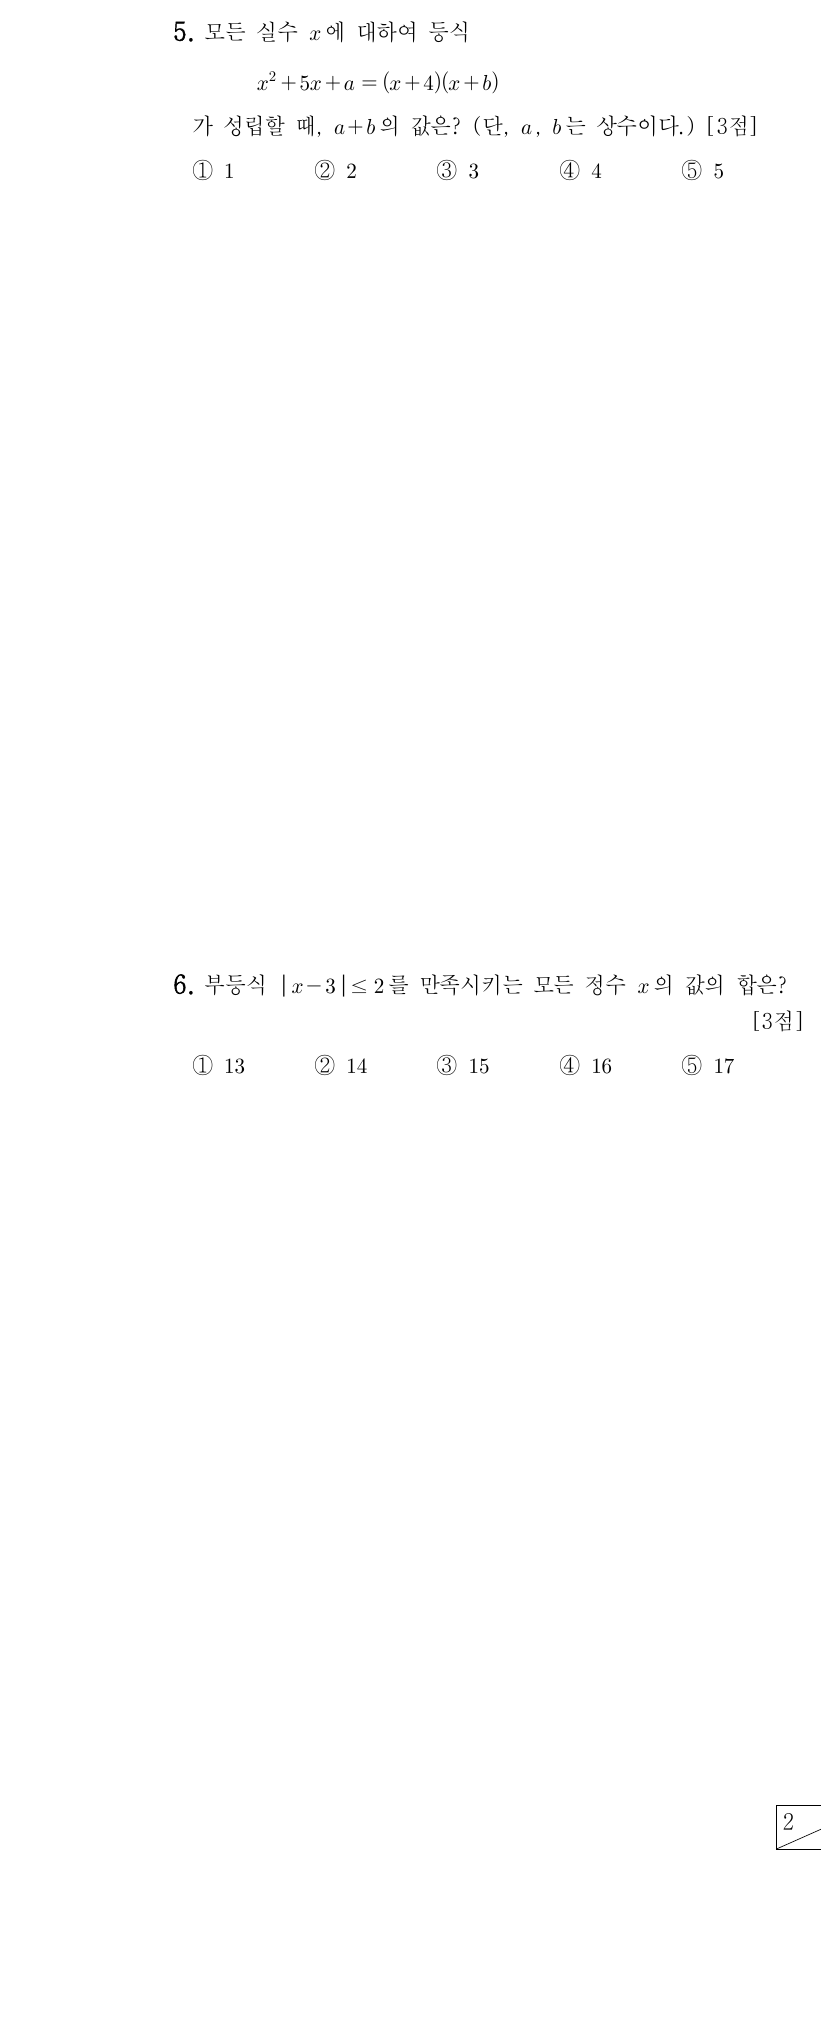 5. 모든 실수 x에 대하여 등식
x² + 5x + a = (x + 4)(x + b)
가 성립할 때, a+b의 값은? (단, a, b는 상수이다.) [3점]
① 1 ② 2 ③ 3 ④ 4 ⑤ 5
6. 부등식 |x − 3| ≤ 2를 만족시키는 모든 정수 x의 값의 합은?
[3점]
① 13 ② 14 ③ 15 ④ 16 ⑤ 17
2